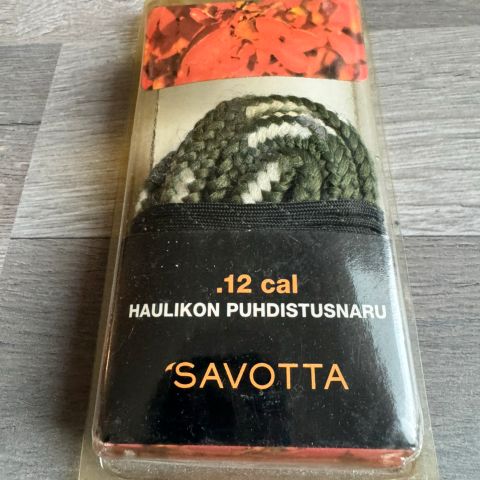 .12 cal
HAULIKON PUHDISTUSNARU
SAVOTTA